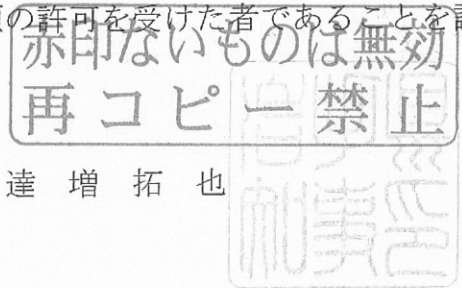 の許可を受けた者であることを
赤印ないものは無効
再コピー禁止
達増拓也